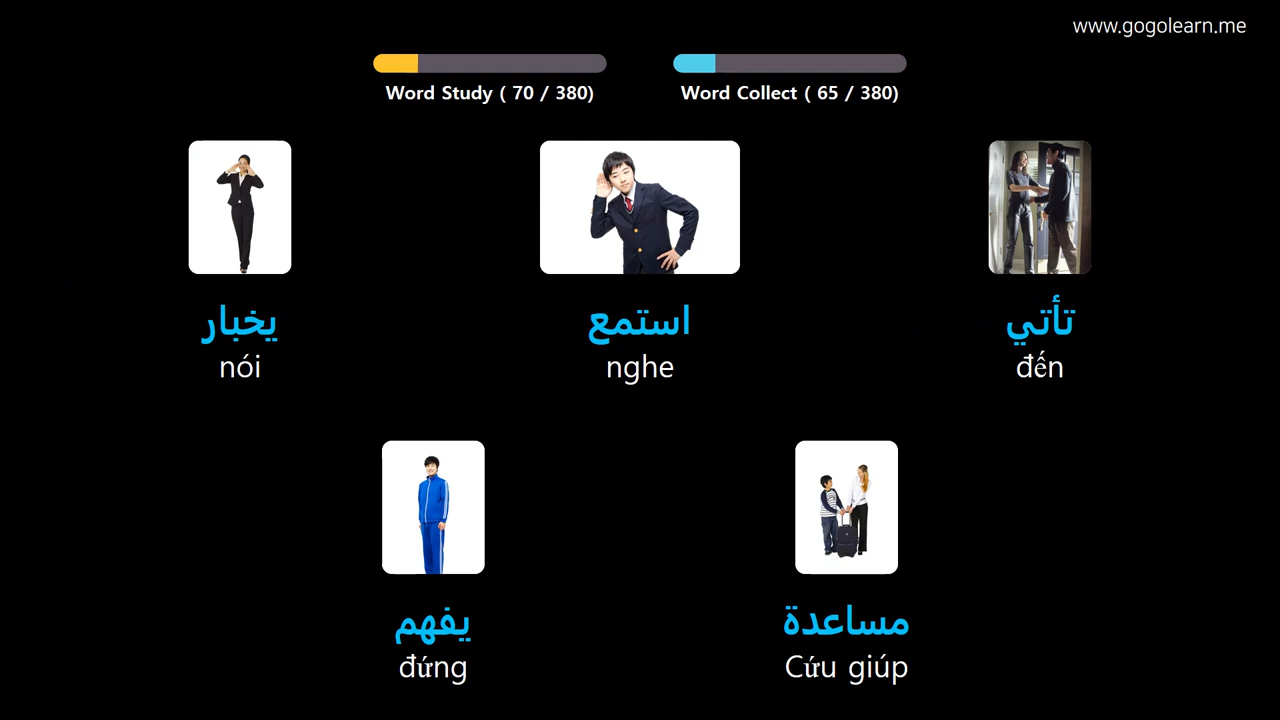 www.gogolearn.me
Word Study ( 70 / 380)
Word Collect ( 65 / 380)
يخبار
nói
استمع
nghe
تأتي
đến
يفهم
đứng
مساعدة
Cứu giúp